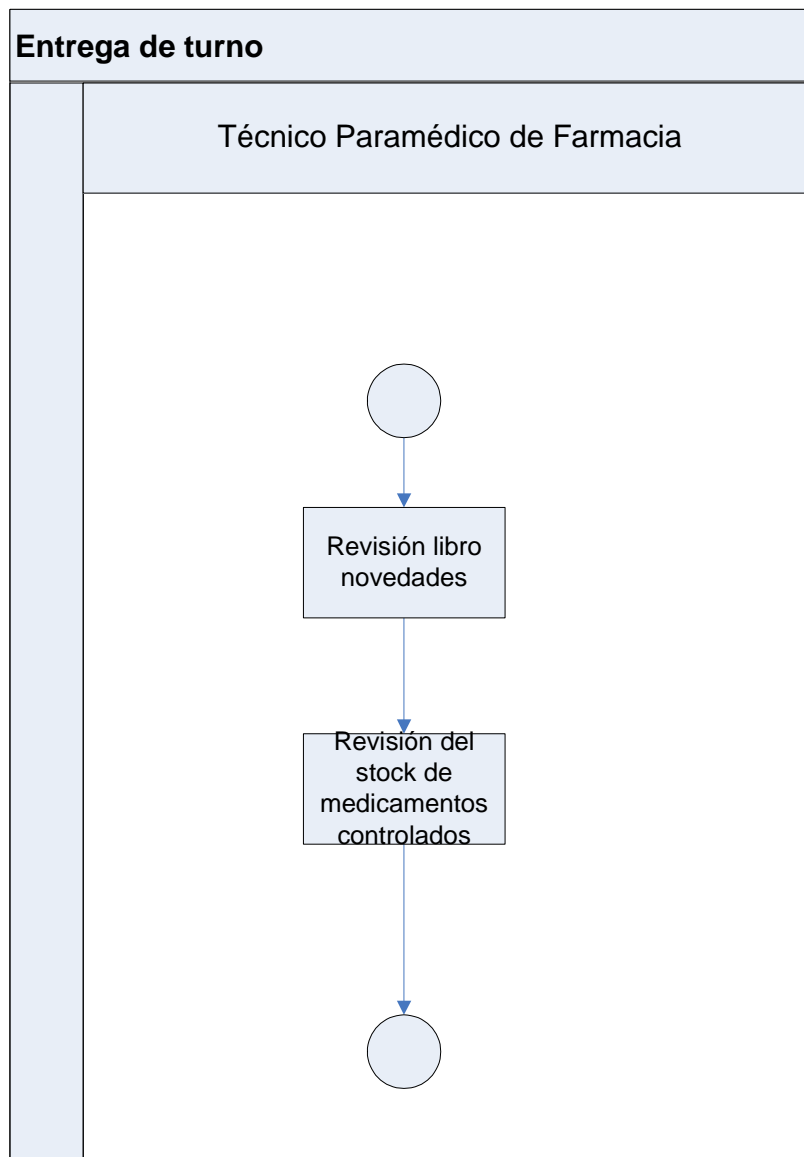 Entrega de turno
Técnico Paramédico de Farmacia
Revisión libro
novedades
Revisión del
stock de
medicamentos
controlados